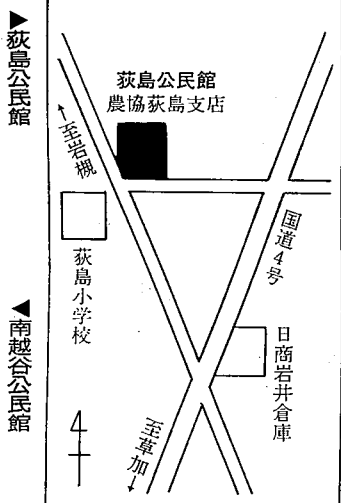 ▶荻島公民館
◀南越谷公民館
荻島公民館
農協荻島支店
←至岩槻
荻島小学校
国道4号
日商岩井倉庫
至草加→